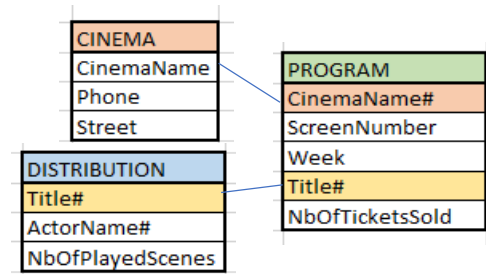 CINEMA
CinemaName
Phone
Street
PROGRAM
CinemaName#
ScreenNumber
Week
Title#
NbOfTicketsSold
DISTRIBUTION
Title#
ActorName#
NbOfPlayedScenes